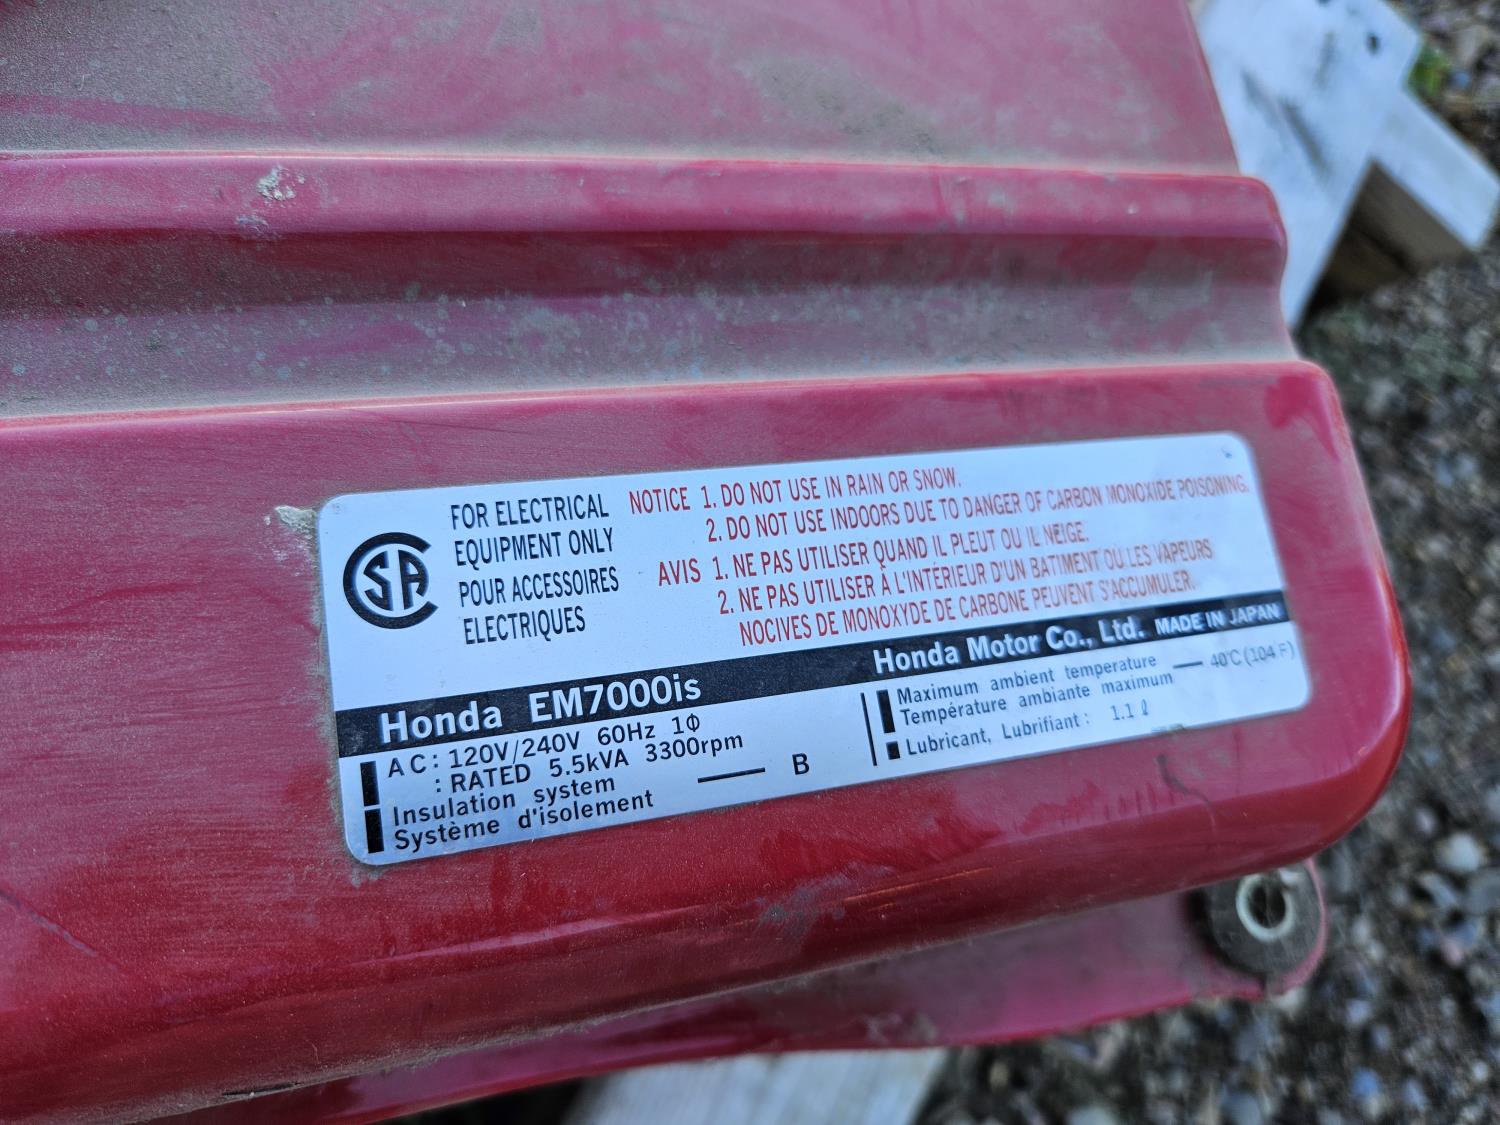 CSA
FOR ELECTRICAL
EQUIPMENT ONLY
POUR ACCESSOIRES
ELECTRIQUES
NOTICE 1. DO NOT USE IN RAIN OR SNOW.
2. DO NOT USE INDOORS DUE TO DANGER OF CARBON MONOXIDE POISONING.
AVIS 1. NE PAS UTILISER QUAND IL PLEUT OU IL NEIGE.
2. NE PAS UTILISER À L'INTÉRIEUR D'UN BATIMENT OU LES VAPEURS
NOCIVES DE MONOXYDE DE CARBONE PEUVENT S'ACCUMULER.
Honda EM7000is
Honda Motor Co., Ltd. MADE IN JAPAN
AC: 120V/240V 60Hz 1Φ
: RATED 5.5kVA 3300rpm
Insulation system
Système d'isolement — B
Maximum ambient temperature
Température ambiante maximum — 40°C (104°F)
Lubricant, Lubrifiant: 1.1 ℓ